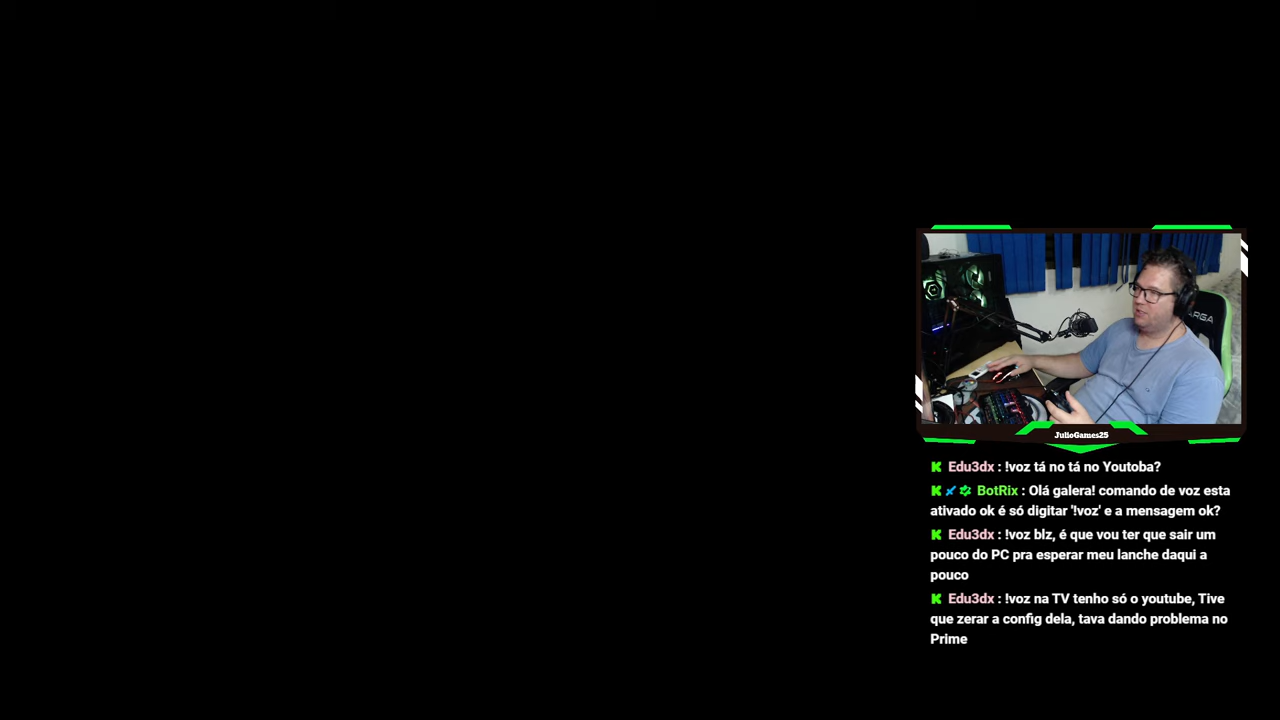 ARGA
JulioGames25
Edu3dx : !voz tá no tá no Youtoba?
BotRix : Olá galera! comando de voz esta
ativado ok é só digitar '!voz' e a mensagem ok?
Edu3dx : !voz blz, é que vou ter que sair um
pouco do PC pra esperar meu lanche daqui a
pouco
Edu3dx : !voz na TV tenho só o youtube, Tive
que zerar a config dela, tava dando problema no
Prime